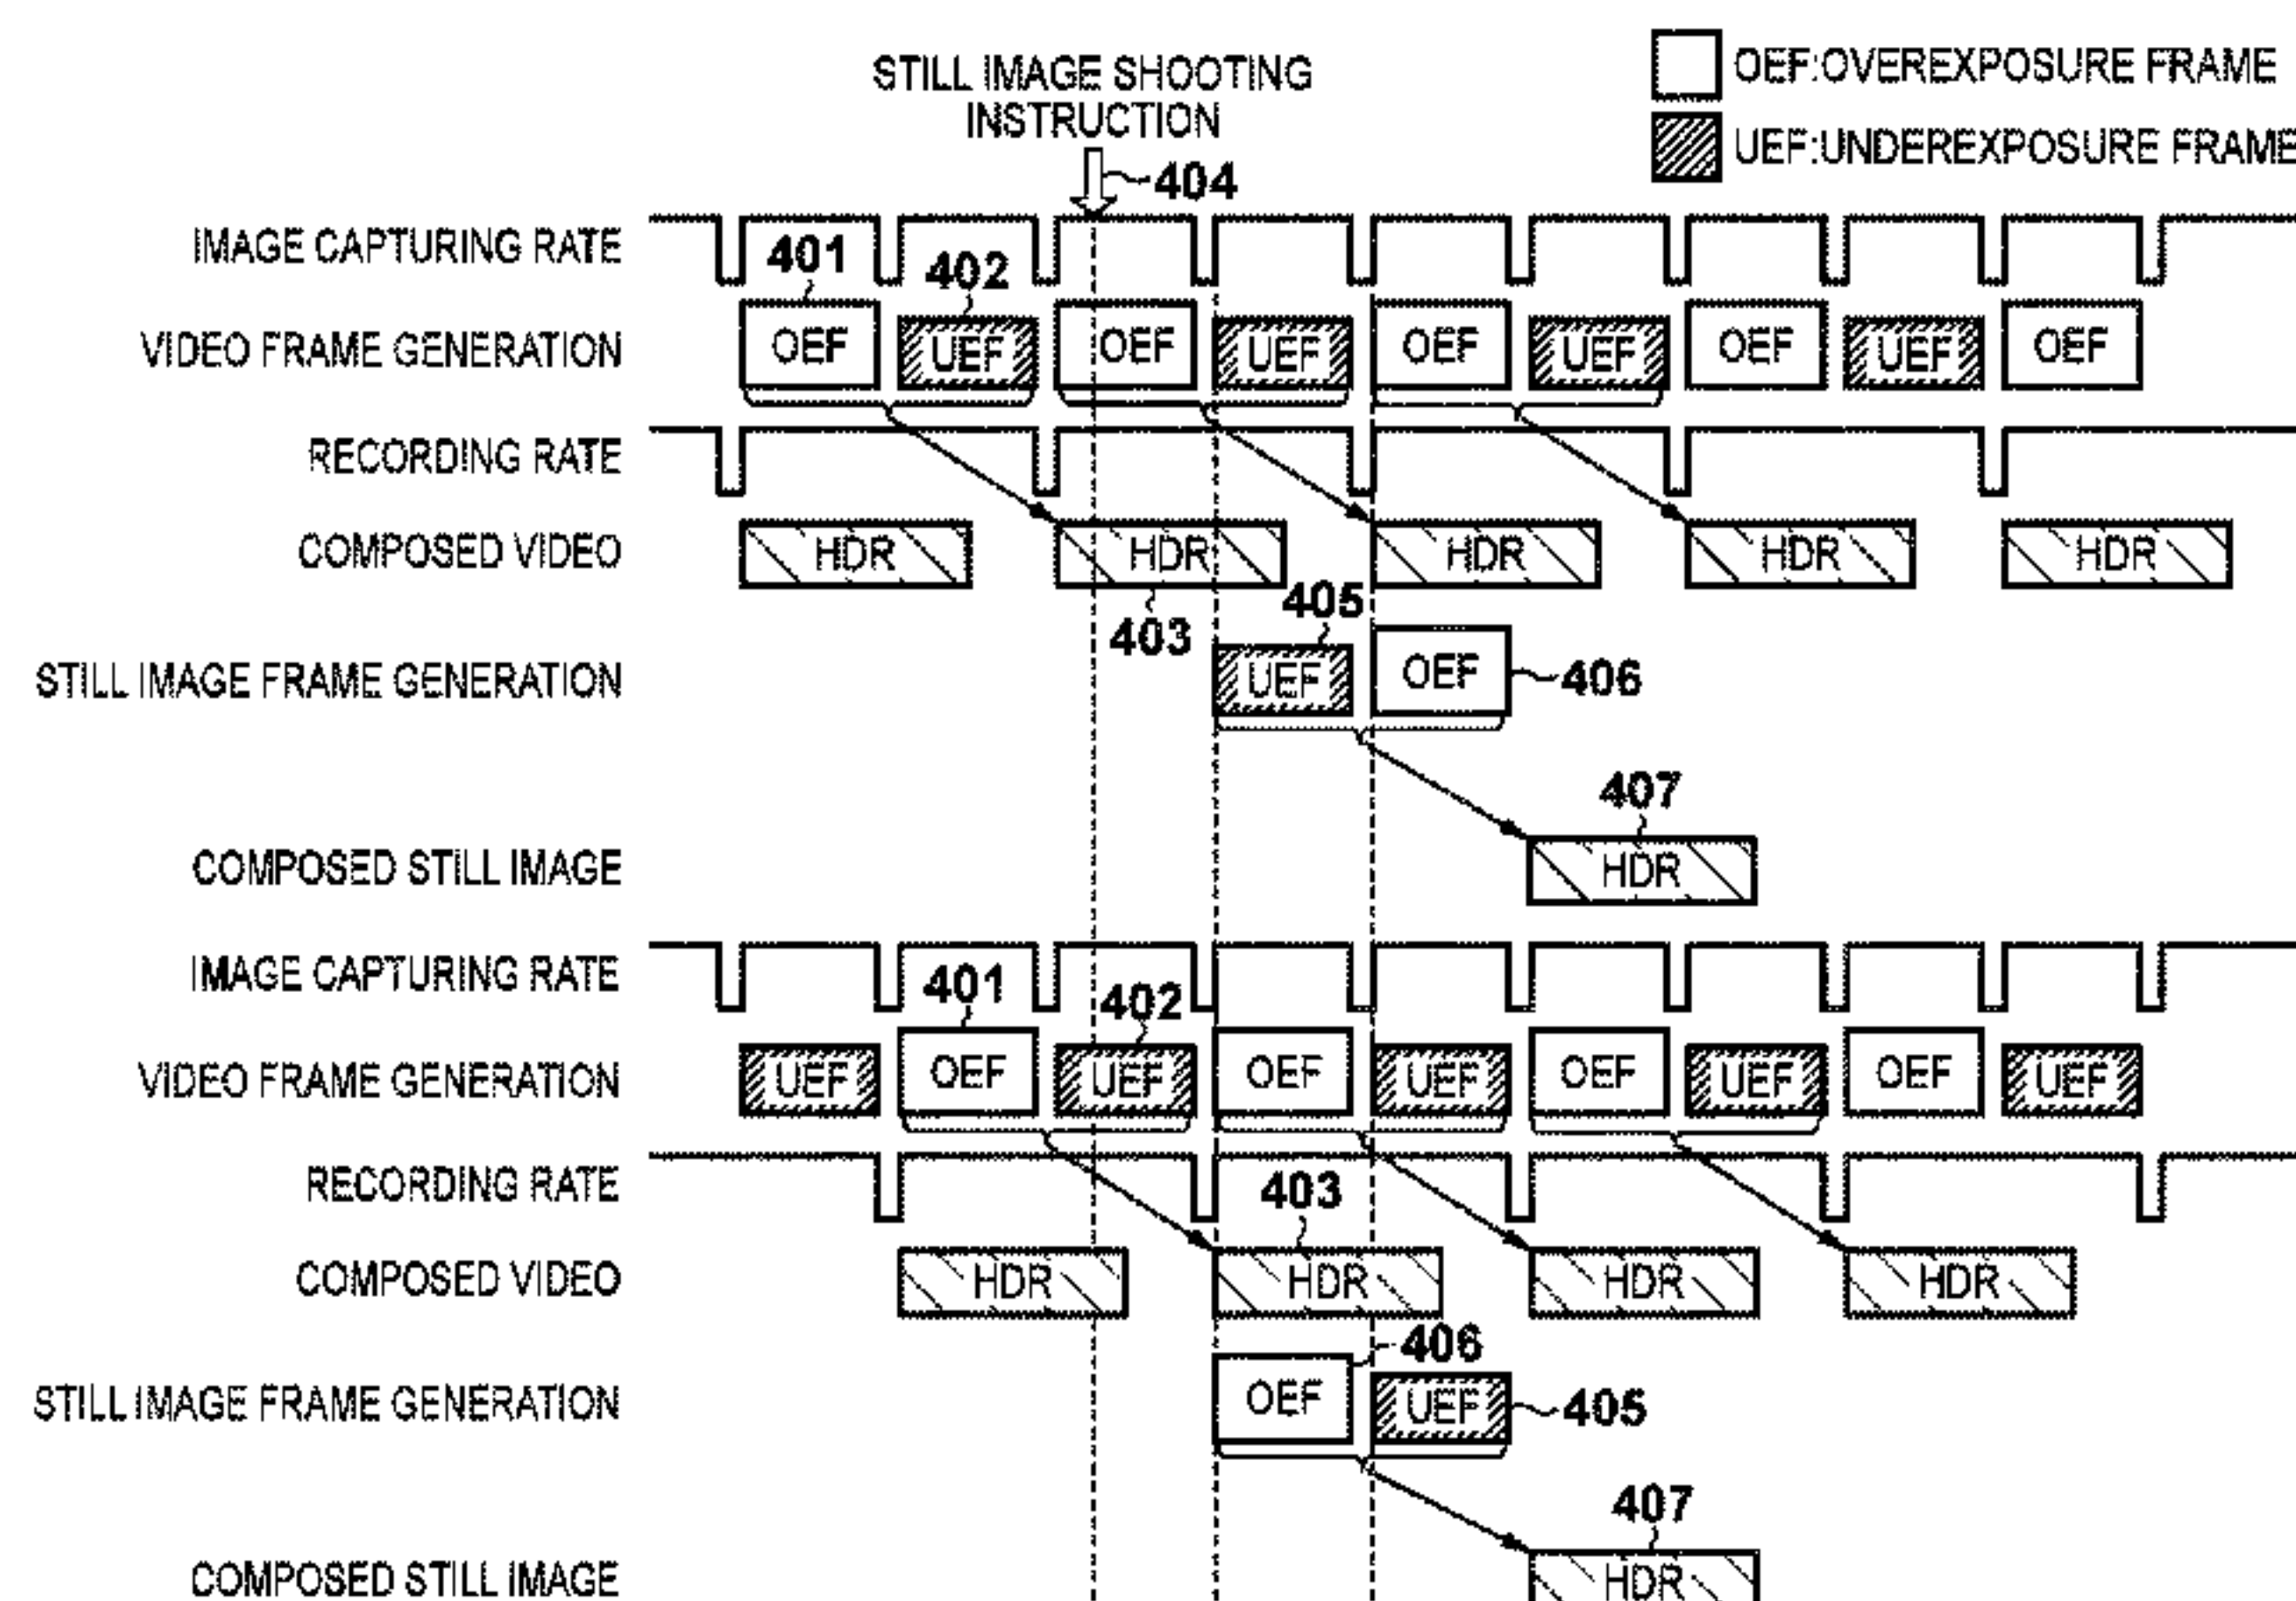 STILL IMAGE SHOOTING
INSTRUCTION
404
OEF:OVEREXPOSURE FRAME
UEF:UNDEREXPOSURE FRAME
IMAGE CAPTURING RATE
401
402
VIDEO FRAME GENERATION
OEF
UEF
OEF
UEF
OEF
UEF
OEF
UEF
OEF
RECORDING RATE
COMPOSED VIDEO
HDR
HDR
HDR
HDR
HDR
403
405
STILL IMAGE FRAME GENERATION
UEF
OEF
406
407
COMPOSED STILL IMAGE
HDR
IMAGE CAPTURING RATE
401
402
VIDEO FRAME GENERATION
UEF
OEF
UEF
OEF
UEF
OEF
UEF
OEF
UEF
RECORDING RATE
403
COMPOSED VIDEO
HDR
HDR
HDR
HDR
406
STILL IMAGE FRAME GENERATION
OEF
UEF
405
407
COMPOSED STILL IMAGE
HDR